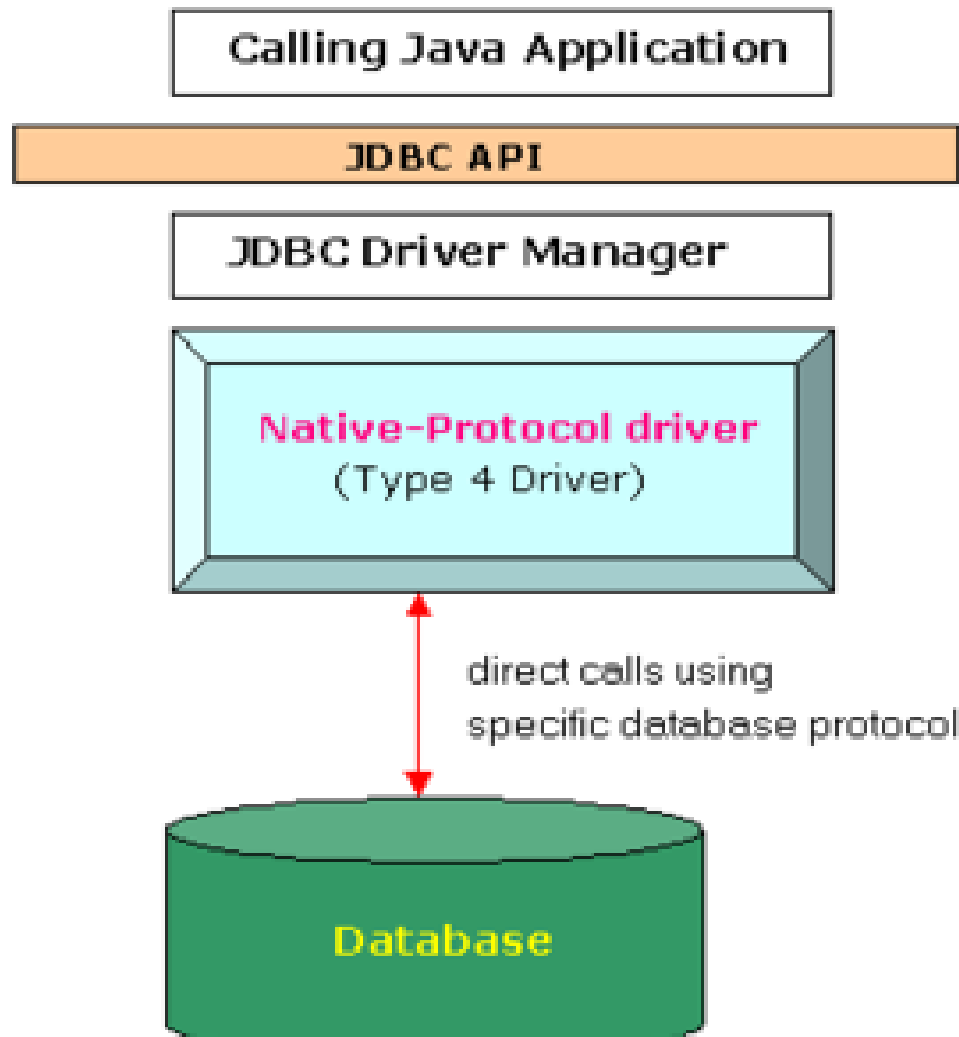 Calling Java Application
JDBC API
JDBC Driver Manager
Native-Protocol driver
(Type 4 Driver)
direct calls using
specific database protocol
Database